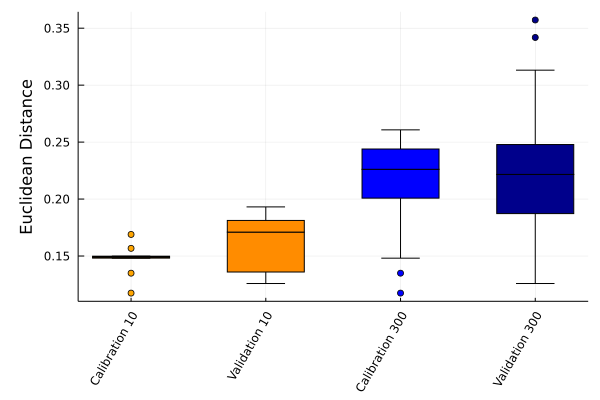 0.35
0.30
0.25
0.20
0.15
Euclidean Distance
Calibration 10
Validation 10
Calibration 300
Validation 300